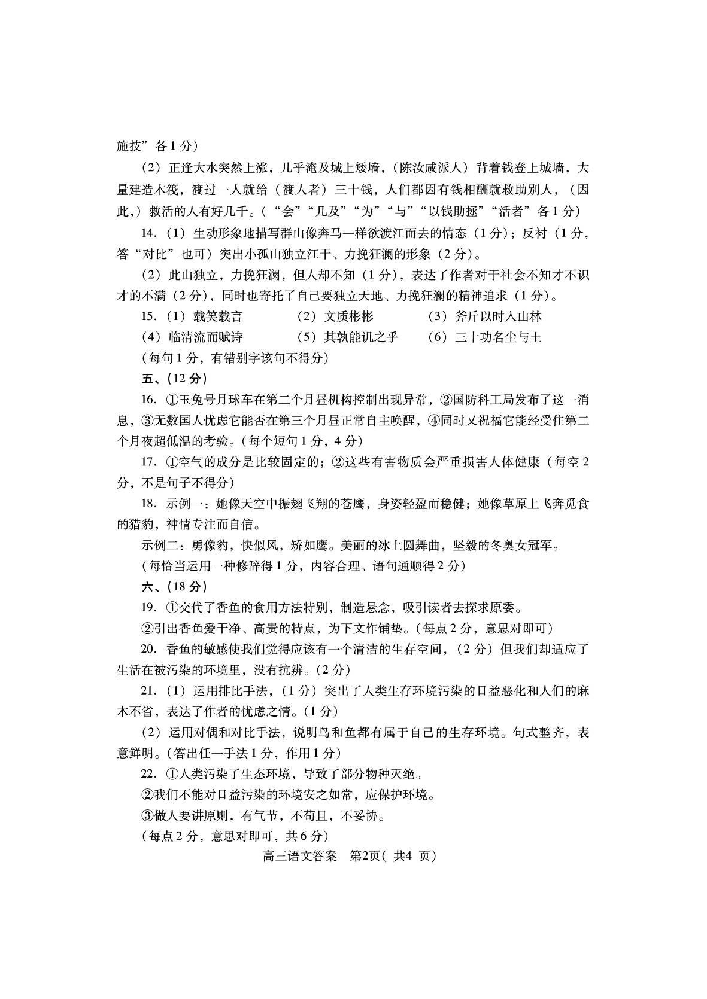 施技”各1分）
（2）正逢大水突然上涨，几乎淹及城上矮墙，（陈汝咸派人）背着钱登上城墙，大
量建造木筏，渡过一人就给（渡人者）三十钱，人们都因有钱相酬就救助别人，（因
此，）救活的人有好几千。（“会”“几及”“为”“与”“以钱助拯”“活者”各1分）
14．（1）生动形象地描写群山像奔马一样欲渡江而去的情态（1分）；反衬（1分，
答“对比”也可）突出小孤山独立江干、力挽狂澜的形象（2分）。
（2）此山独立，力挽狂澜，但人却不知（1分），表达了作者对于社会不知才不识
才的不满（2分），同时也寄托了自己要独立天地、力挽狂澜的精神追求（1分）。
15．（1）载笑载言 （2）文质彬彬 （3）斧斤以时入山林
（4）临清流而赋诗 （5）其孰能讥之乎 （6）三十功名尘与土
（每句1分，有错别字该句不得分）
五、（12分）
16．①玉兔号月球车在第二个月昼机构控制出现异常，②国防科工局发布了这一消
息，③无数国人忧虑它能否在第三个月昼正常自主唤醒，④同时又祝福它能经受住第二
个月夜超低温的考验。（每个短句1分，4分）
17．①空气的成分是比较固定的；②这些有害物质会严重损害人体健康（每空2
分，不是句子不得分）
18．示例一：她像天空中振翅飞翔的苍鹰，身姿轻盈而稳健；她像草原上飞奔觅食
的猎豹，神情专注而自信。
示例二：勇像豹，快似风，矫如鹰。美丽的冰上圆舞曲，坚毅的冬奥女冠军。
（每恰当运用一种修辞得1分，内容合理、语句通顺得2分）
六、（18分）
19．①交代了香鱼的食用方法特别，制造悬念，吸引读者去探求原委。
②引出香鱼爱干净、高贵的特点，为下文作铺垫。（每点2分，意思对即可）
20．香鱼的敏感使我们觉得应该有一个清洁的生存空间，（2分）但我们却适应了
生活在被污染的环境里，没有抗辨。（2分）
21．（1）运用排比手法，（1分）突出了人类生存环境污染的日益恶化和人们的麻
木不省，表达了作者的忧虑之情。（1分）
（2）运用对偶和对比手法，说明鸟和鱼都有属于自己的生存环境。句式整齐，表
意鲜明。（答出任一手法1分，作用1分）
22．①人类污染了生态环境，导致了部分物种灭绝。
②我们不能对日益污染的环境安之如常，应保护环境。
③做人要讲原则，有气节，不苟且，不妥协。
（每点2分，意思对即可，共6分）
高三语文答案 第2页（ 共4 页）